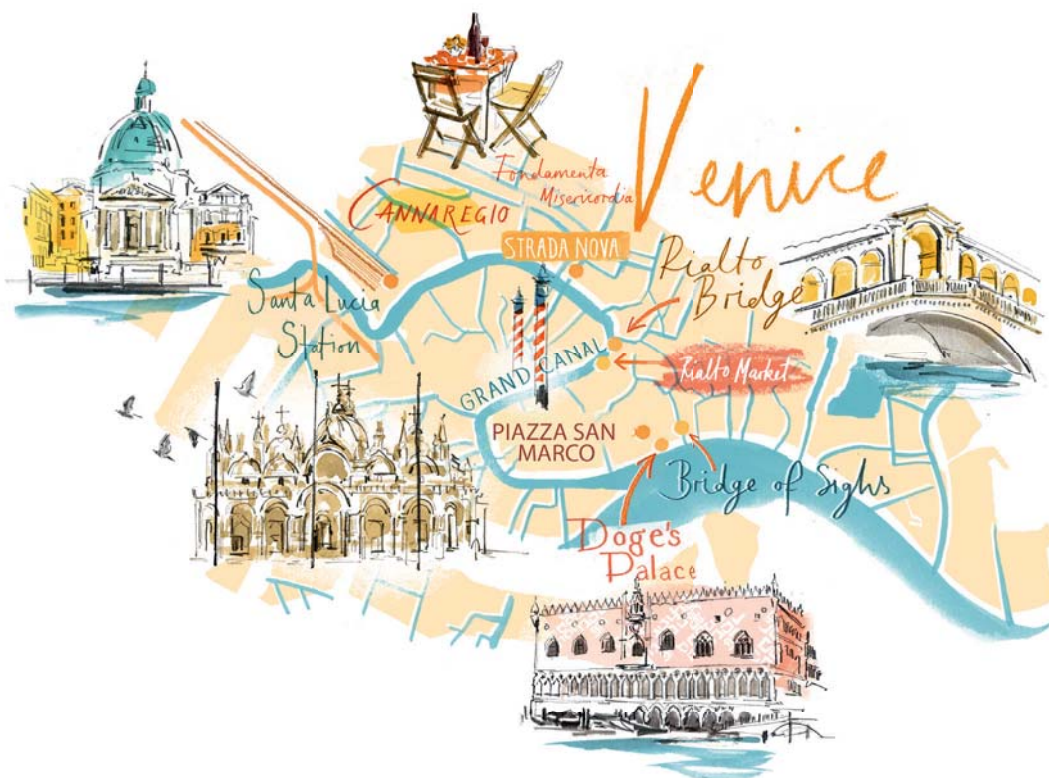 Venice
Fondamenta
Misericordia
CANNAREGIO
STRADA NOVA
Rialto
Bridge
Santa Lucia
Station
GRAND CANAL
Rialto Market
PIAZZA SAN
MARCO
Bridge of Sighs
Doge's
Palace